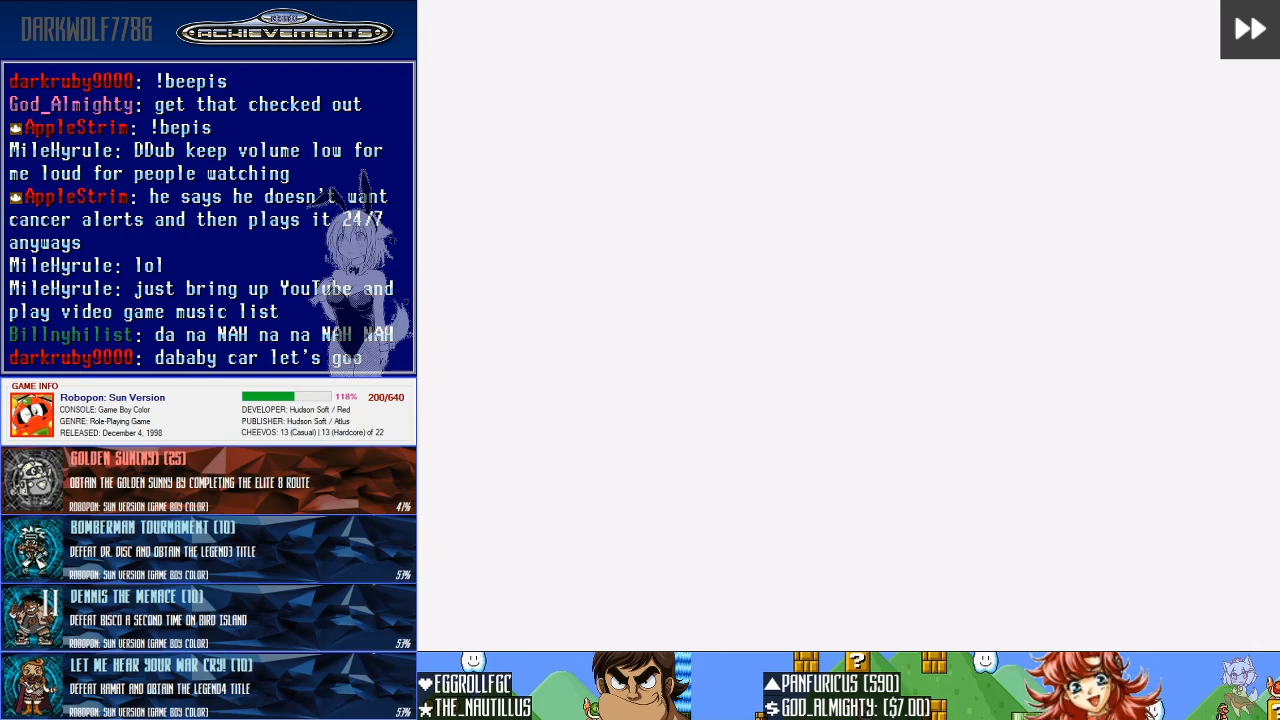 DARKWOLF7786
RETRO
ACHIEVEMENTS
darkruby9000: !beepis
God_Almighty: get that checked out
AppleStrim: !bepis
MileHyrule: DDub keep volume low for
me loud for people watching
AppleStrim: he says he doesn't want
cancer alerts and then plays it 24/7
anyways
MileHyrule: lol
MileHyrule: just bring up YouTube and
play video game music list
Billnyhilist: da na NAH na na NAH NAH
darkruby9000: dababy car let's goo
GAME INFO
Robopon: Sun Version
118%
200/640
CONSOLE: Game Boy Color
DEVELOPER: Hudson Soft / Red
GENRE: Role-Playing Game
PUBLISHER: Hudson Soft / Atlus
RELEASED: December 4, 1998
CHEEVOS: 13 (Casual) | 13 (Hardcore) of 22
GOLDEN SUN(NY) (25)
OBTAIN THE GOLDEN SUNNY BY COMPLETING THE ELITE 8 ROUTE
ROBOPON: SUN VERSION (GAME BOY COLOR)
41%
BOMBERMAN TOURNAMENT (10)
DEFEAT DR. DISC AND OBTAIN THE LEGEND3 TITLE
ROBOPON: SUN VERSION (GAME BOY COLOR)
53%
DENNIS THE MENACE (10)
DEFEAT BISCO A SECOND TIME ON BIRD ISLAND
ROBOPON: SUN VERSION (GAME BOY COLOR)
53%
LET ME HEAR YOUR WAR CRY! (10)
DEFEAT KAMAT AND OBTAIN THE LEGEND4 TITLE
ROBOPON: SUN VERSION (GAME BOY COLOR)
53%
EGGROLLFGC
THE_NAUTILLUS
PANFURICUS (590)
GOD_ALMIGHTY: ($7.00)